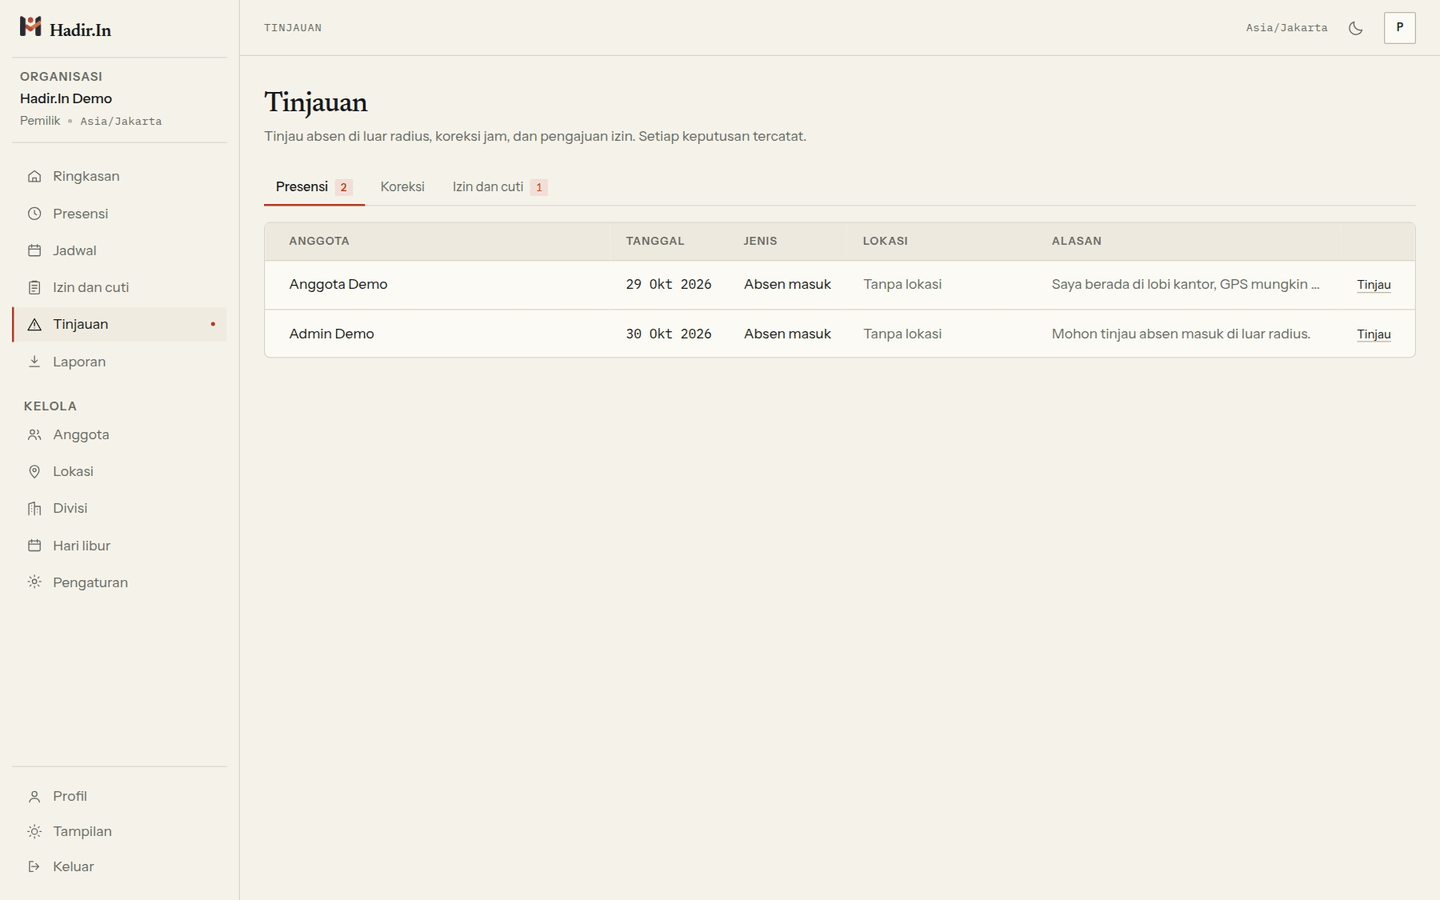 Hadir.In
ORGANISASI
Hadir.In Demo
Pemilik • Asia/Jakarta
Ringkasan
Presensi
Jadwal
Izin dan cuti
Tinjauan
Laporan
KELOLA
Anggota
Lokasi
Divisi
Hari libur
Pengaturan
Profil
Tampilan
Keluar
TINJAUAN
Asia/Jakarta
P
Tinjauan
Tinjau absen di luar radius, koreksi jam, dan pengajuan izin. Setiap keputusan tercatat.
Presensi 2 Koreksi Izin dan cuti 1
ANGGOTA TANGGAL JENIS LOKASI ALASAN
Anggota Demo 29 Okt 2026 Absen masuk Tanpa lokasi Saya berada di lobi kantor, GPS mungkin ... Tinjau
Admin Demo 30 Okt 2026 Absen masuk Tanpa lokasi Mohon tinjau absen masuk di luar radius. Tinjau